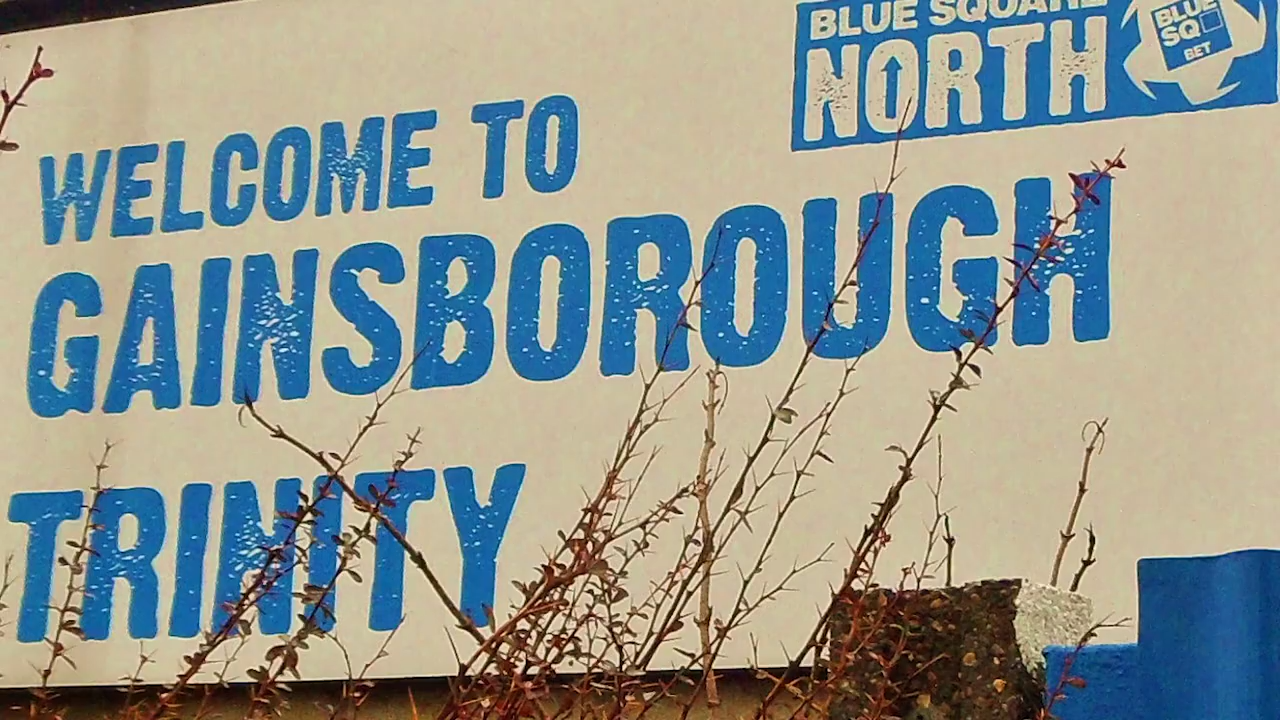 BLUE SQUARE
NORTH
BLUE
SQ
BET
WELCOME TO
GAINSBOROUGH
TRINITY